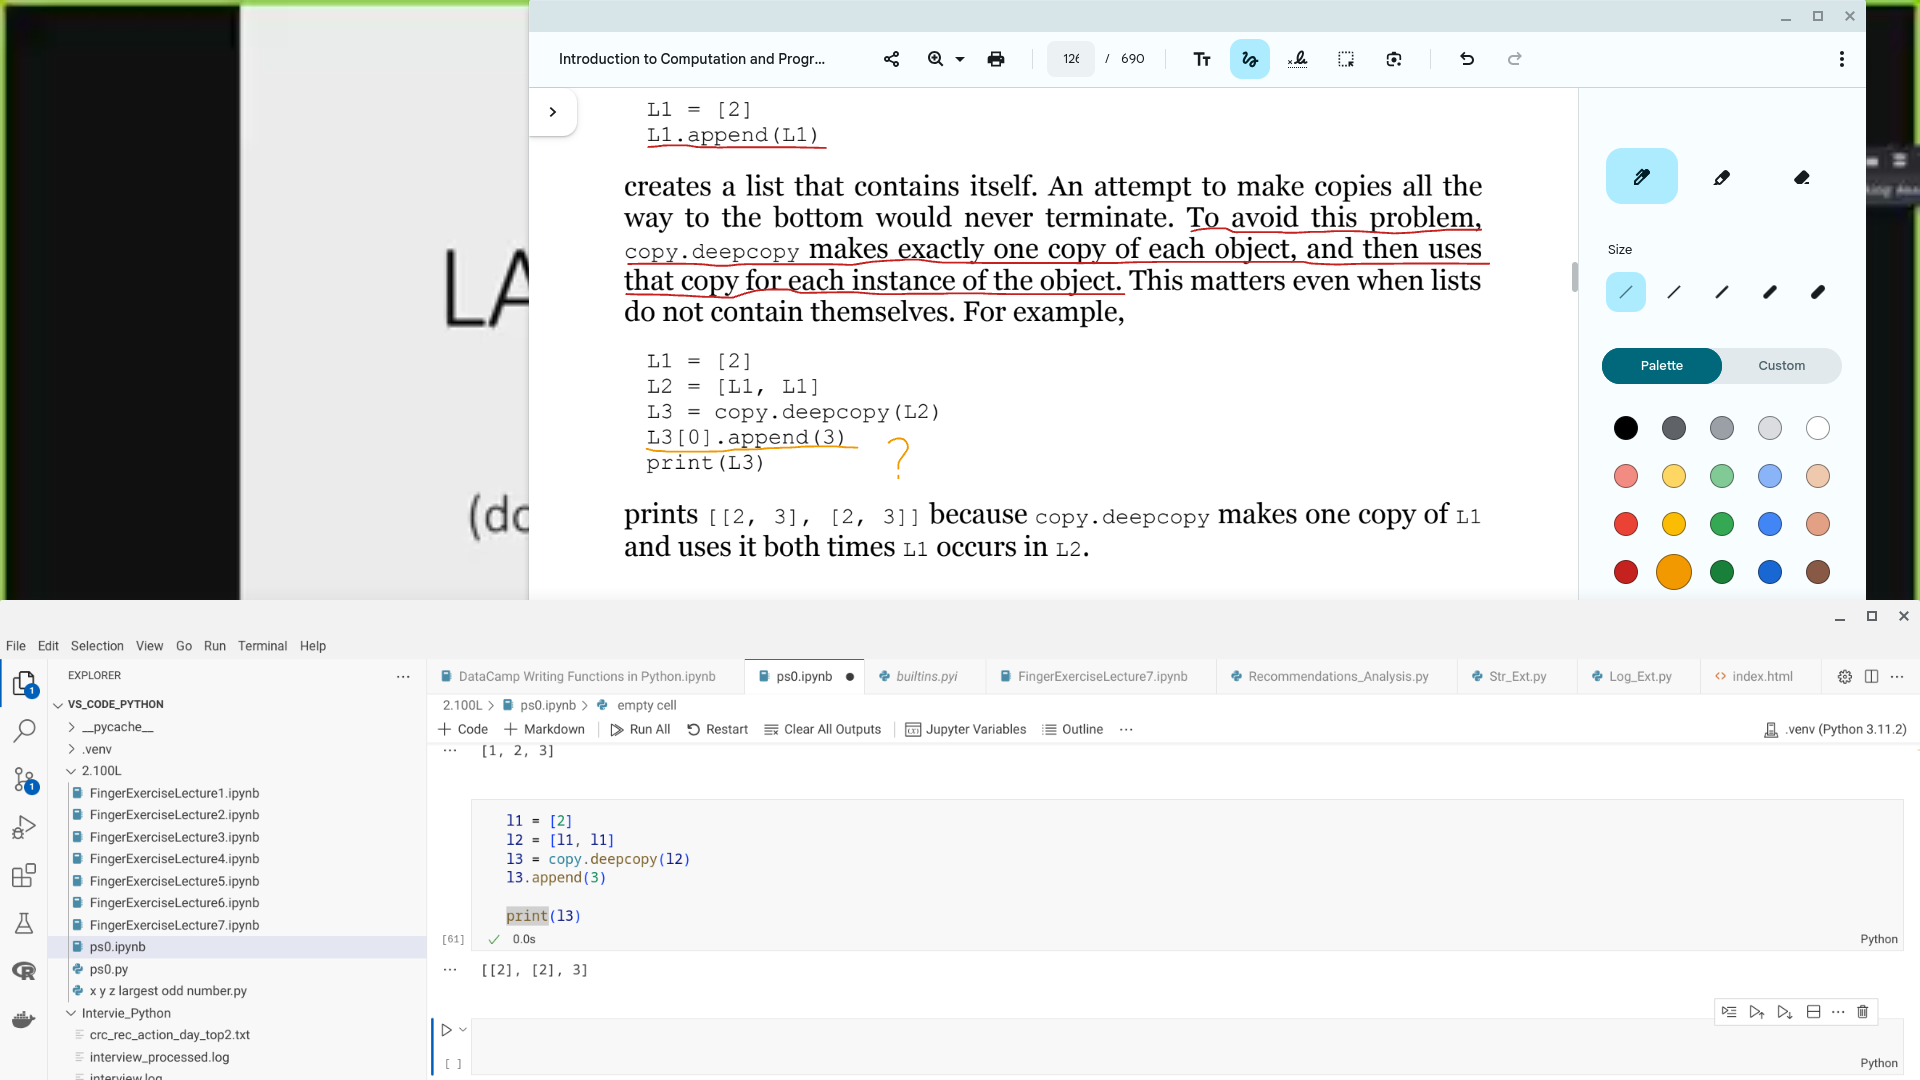 Introduction to Computation and Progr...
126 / 690
L1 = [2]
L1.append(L1)
creates a list that contains itself. An attempt to make copies all the
way to the bottom would never terminate. To avoid this problem,
copy.deepcopy makes exactly one copy of each object, and then uses
that copy for each instance of the object. This matters even when lists
do not contain themselves. For example,
L1 = [2]
L2 = [L1, L1]
L3 = copy.deepcopy(L2)
L3[0].append(3)
?
print(L3)
prints [[2, 3], [2, 3]] because copy.deepcopy makes one copy of L1
and uses it both times L1 occurs in L2.
Size
Palette
Custom
LA
(do
File Edit Selection View Go Run Terminal Help
EXPLORER
VS_CODE_PYTHON
__pycache__
.venv
2.100L
FingerExerciseLecture1.ipynb
FingerExerciseLecture2.ipynb
FingerExerciseLecture3.ipynb
FingerExerciseLecture4.ipynb
FingerExerciseLecture5.ipynb
FingerExerciseLecture6.ipynb
FingerExerciseLecture7.ipynb
ps0.ipynb
ps0.py
x y z largest odd number.py
Intervie_Python
crc_rec_action_day_top2.txt
interview_processed.log
interview.log
DataCamp Writing Functions in Python.ipynb
ps0.ipynb
builtins.pyi
FingerExerciseLecture7.ipynb
Recommendations_Analysis.py
Str_Ext.py
Log_Ext.py
index.html
2.100L > ps0.ipynb > empty cell
+ Code + Markdown Run All Restart Clear All Outputs Jupyter Variables Outline ...
.venv (Python 3.11.2)
[1, 2, 3]
l1 = [2]
l2 = [l1, l1]
l3 = copy.deepcopy(l2)
l3.append(3)
print(l3)
[61] 0.0s
Python
[[2], [2], 3]
[ ]
Python